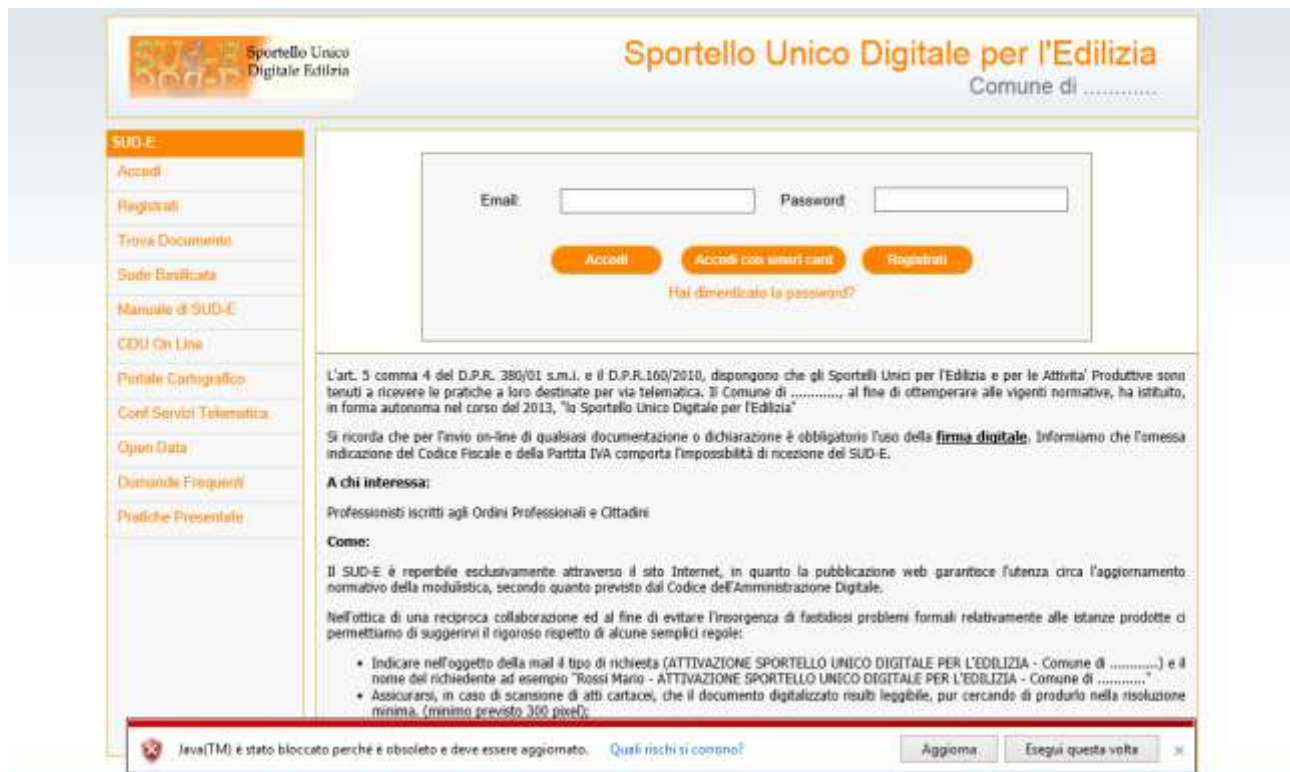 SUD-E
Sportello Unico
Digitale Edilzia
Sportello Unico Digitale per l'Edilizia
Comune di ............
SUD-E
Accedi
Registrati
Trova Documento
Sude Basilicata
Manuale di SUD-E
CDU On Line
Portale Cartografico
Conf Servizi Telematica
Open Data
Domande Frequenti
Pratiche Presentate
Email:
Password:
Accedi
Accedi con smart card
Registrati
Hai dimenticato la password?
L'art. 5 comma 4 del D.P.R. 380/01 s.m.i. e il D.P.R.160/2010, dispongono che gli Sportelli Unici per l'Edilizia e per le Attivita' Produttive sono
tenuti a ricevere le pratiche a loro destinate per via telematica. Il Comune di ............, al fine di ottemperare alle vigenti normative, ha istituito,
in forma autonoma nel corso del 2013, "lo Sportello Unico Digitale per l'Edilizia"
Si ricorda che per l'invio on-line di qualsiasi documentazione o dichiarazione è obbligatorio l'uso della firma digitale. Informiamo che l'omessa
indicazione del Codice Fiscale e della Partita IVA comporta l'impossibilità di ricezione del SUD-E.
A chi interessa:
Professionisti iscritti agli Ordini Professionali e Cittadini
Come:
Il SUD-E è reperibile esclusivamente attraverso il sito Internet, in quanto la pubblicazione web garantisce l'utenza circa l'aggiornamento
normativo della modulistica, secondo quanto previsto dal Codice dell'Amministrazione Digitale.
Nell'ottica di una reciproca collaborazione ed al fine di evitare l'insorgenza di fastidiosi problemi formali relativamente alle istanze prodotte ci
permettiamo di suggerirvi il rigoroso rispetto di alcune semplici regole:
• Indicare nell'oggetto della mail il tipo di richiesta (ATTIVAZIONE SPORTELLO UNICO DIGITALE PER L'EDILIZIA - Comune di ............) e il
nome del richiedente ad esempio "Rossi Mario - ATTIVAZIONE SPORTELLO UNICO DIGITALE PER L'EDILIZIA - Comune di ............"
• Assicurarsi, in caso di scansione di atti cartacei, che il documento digitalizzato risulti leggibile, pur cercando di produrlo nella risoluzione
minima. (minimo previsto 300 pixel);
Java(TM) è stato bloccato perché è obsoleto e deve essere aggiornato.
Quali rischi si corrono?
Aggiorna
Esegui questa volta
×